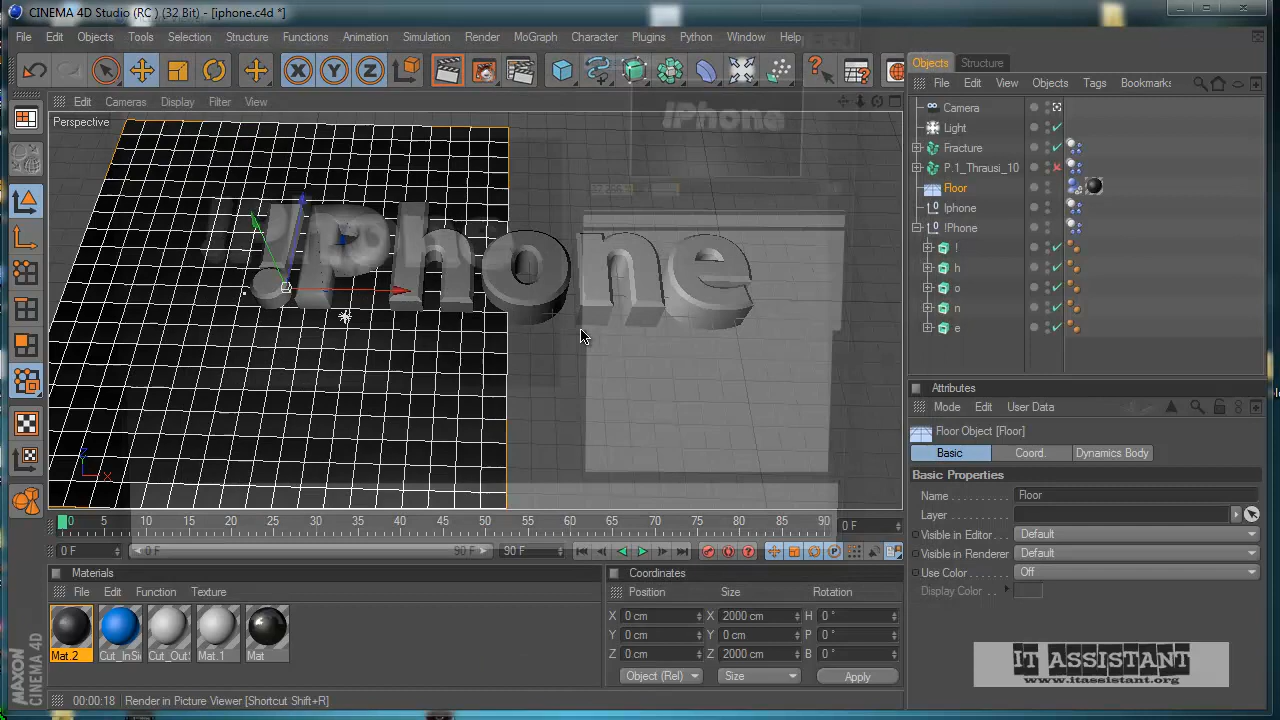 CINEMA 4D Studio (RC ) (32 Bit) - [iphone.c4d *]
File Edit Objects Tools Selection Structure Functions Animation Simulation Render MoGraph Character Plugins Python Window Help
Objects Structure
File Edit View Objects Tags Bookmarks
Edit Cameras Display Filter View
Perspective
Camera
Light
Fracture
P.1_Thrausi_10
Floor
Iphone
!Phone
!
h
o
n
e
IPhone
!phone
X
Attributes
Mode Edit User Data
Floor Object [Floor]
Basic Coord. Dynamics Body
Basic Properties
Name Floor
Layer
Visible in Editor Default
Visible in Renderer Default
Use Color Off
Display Color
0 5 10 15 20 25 30 35 40 45 50 55 60 65 70 75 80 85 90 0 F
0 F 0 F 90 F 90 F
Materials
File Edit Function Texture
Mat.2 Cut_InSi Cut_Out Mat.1 Mat
Coordinates
Position Size Rotation
X 0 cm X 2000 cm H 0 °
Y 0 cm Y 0 cm P 0 °
Z 0 cm Z 2000 cm B 0 °
Object (Rel) Size Apply
MAXON
CINEMA 4D
00:00:18 Render in Picture Viewer [Shortcut Shift+R]
IT ASSISTANT
www.itassistant.org